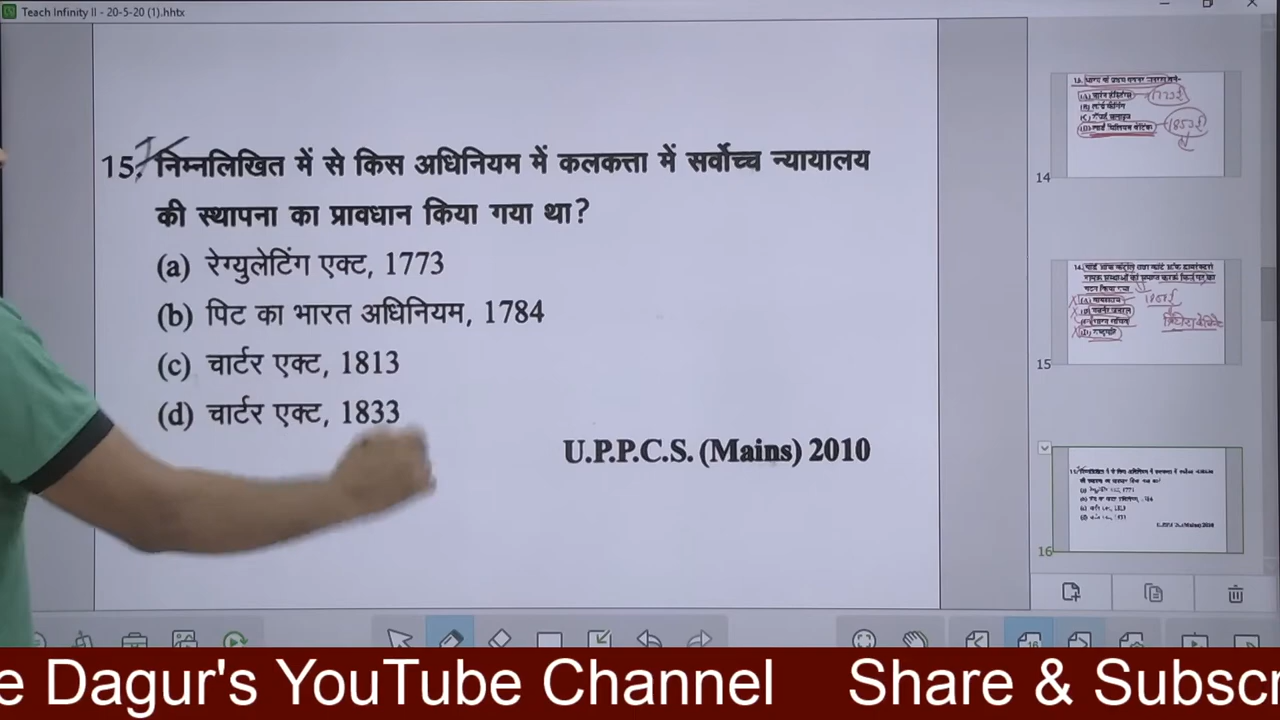 Teach Infinity II - 20-5-20 (1).hhtx
15. निम्नलिखित में से किस अधिनियम में कलकत्ता में सर्वोच्च न्यायालय
की स्थापना का प्रावधान किया गया था?
(a) रेग्युलेटिंग एक्ट, 1773
(b) पिट का भारत अधिनियम, 1784
(c) चार्टर एक्ट, 1813
(d) चार्टर एक्ट, 1833
U.P.P.C.S. (Mains) 2010
14
15
16
e Dagur's YouTube Channel Share & Subscr